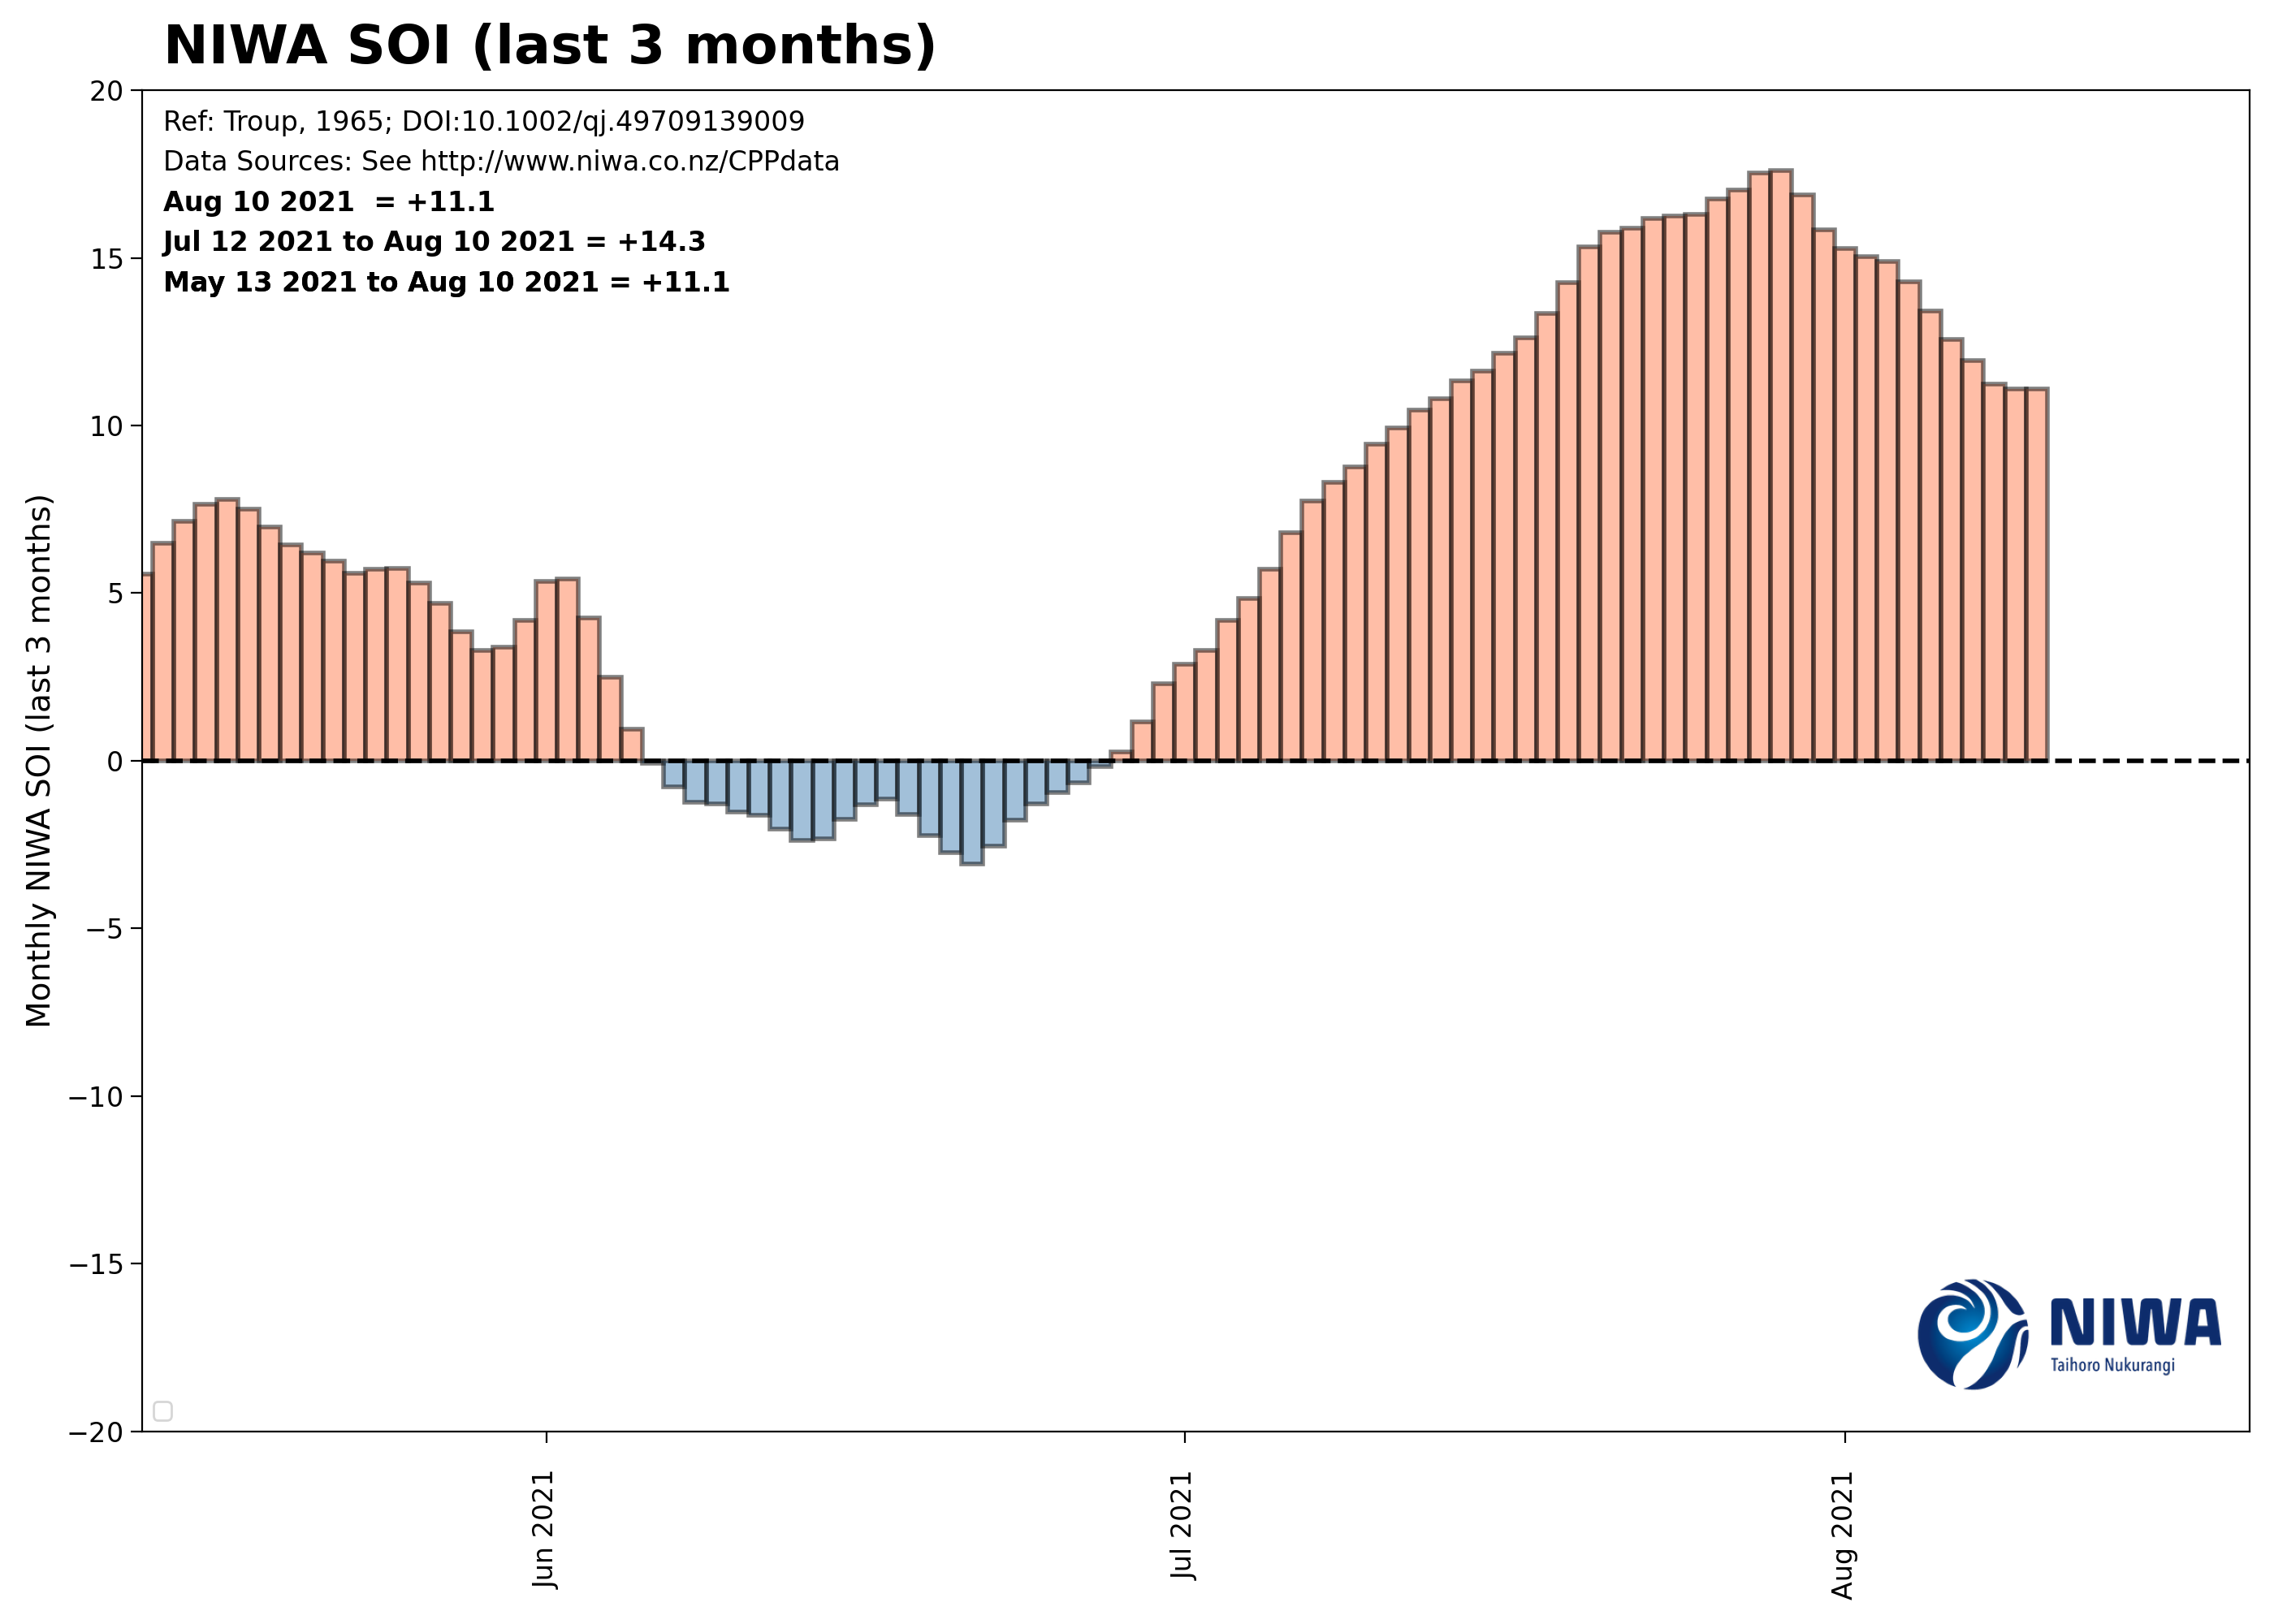 NIWA SOI (last 3 months)
Ref: Troup, 1965; DOI:10.1002/qj.49709139009
Data Sources: See http://www.niwa.co.nz/CPPdata
Aug 10 2021  = +11.1
Jul 12 2021 to Aug 10 2021 = +14.3
May 13 2021 to Aug 10 2021 = +11.1
Monthly NIWA SOI (last 3 months)
20
15
10
5
0
−5
−10
−15
−20
Jun 2021
Jul 2021
Aug 2021
NIWA
Taihoro Nukurangi